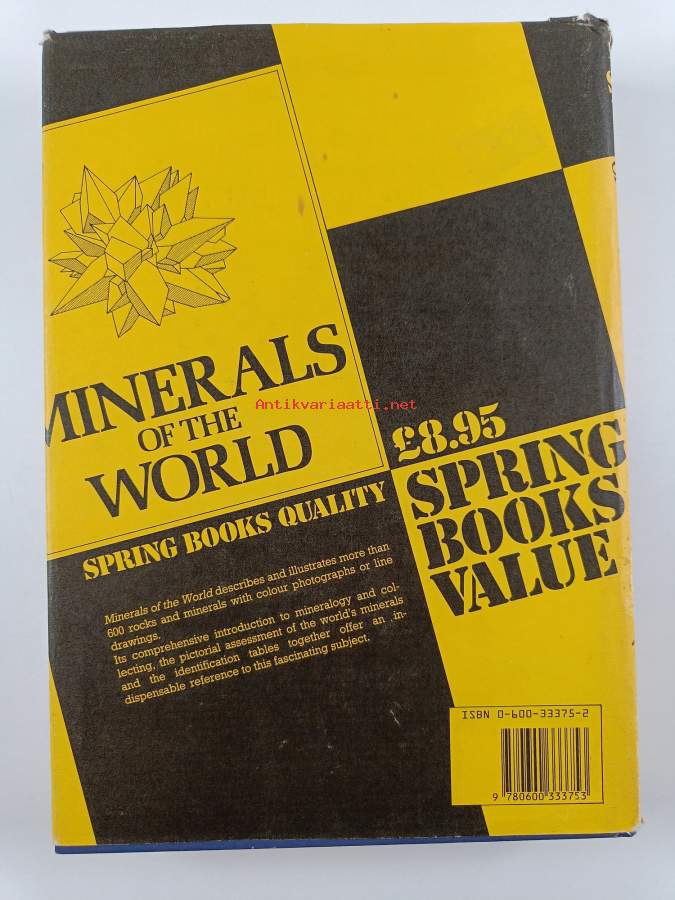 MINERALS
OF THE
WORLD
Antikvariaatti.net
£8.95
SPRING
BOOKS
VALUE
SPRING BOOKS QUALITY
Minerals of the World describes and illustrates more than
600 rocks and minerals with colour photographs or line
drawings.
Its comprehensive introduction to mineralogy and col-
lecting, the pictorial assessment of the world's minerals
and the identification tables together offer an in-
dispensable reference to this fascinating subject.
ISBN 0-600-33375-2
9 780600 333753